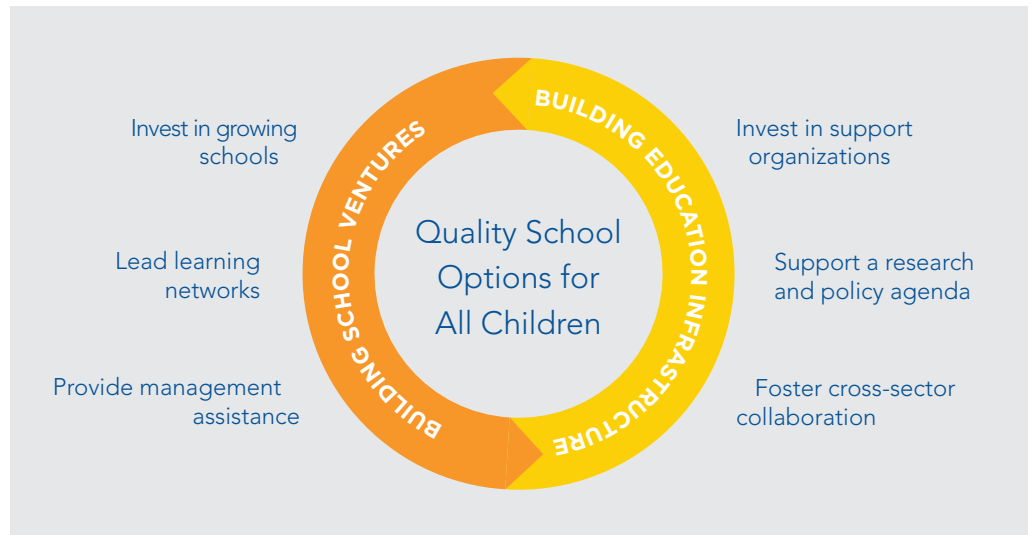 Invest in growing
schools
Lead learning
networks
Provide management
assistance
BUILDING SCHOOL VENTURES
Quality School
Options for
All Children
BUILDING EDUCATION INFRASTRUCTURE
Invest in support
organizations
Support a research
and policy agenda
Foster cross-sector
collaboration